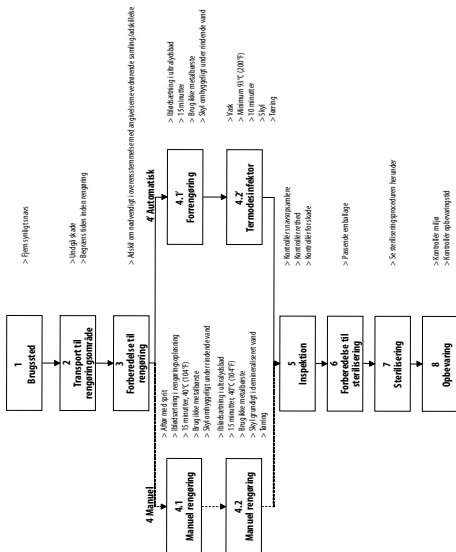 1
Brugssted
> Fjern synligt snavs
2
Transport til
rengøringsområde
> Undgå skade
> Begræns tiden inden rengøring
3
Forberedelse til
rengøring
> Adskil om nødvendigt i overensstemmelse med angivelserne vedrørende samling/adskillelse
4 Manuel
4.1
Manuel rengøring
> Aftør med sprit
> Iblødsætning i rengøringsopløsning
> 15 minutter, 40°C (104°F)
> Brug ikke metalbørste
> Skyl omhyggeligt under rindende vand
4.2
Manuel rengøring
> Iblødsætning i ultralydsbad
> 15 minutter, 40°C (104°F)
> Brug ikke metalbørste
> Skyl grundigt i demineraliseret vand
> Tørring
4' Automatisk
4.1'
Forrengøring
> Iblødsætning i ultralydsbad
> 15 minutter
> Brug ikke metalbørste
> Skyl omhyggeligt under rindende vand
4.2'
Termodesinfektor
> Vask
> Minimum 93°C (200°F)
> 10 minutter
> Skyl
> Tørring
5
Inspektion
> Kontrollér snavsopsamlere
> Kontrollér rethed
> Kontrollér for skade
6
Forberedelse til
sterilisering
> Passende emballage
7
Sterilisering
> Se steriliseringsproceduren herunder
8
Opbevaring
> Kontrollér miljø
> Kontrollér opbevaringstid